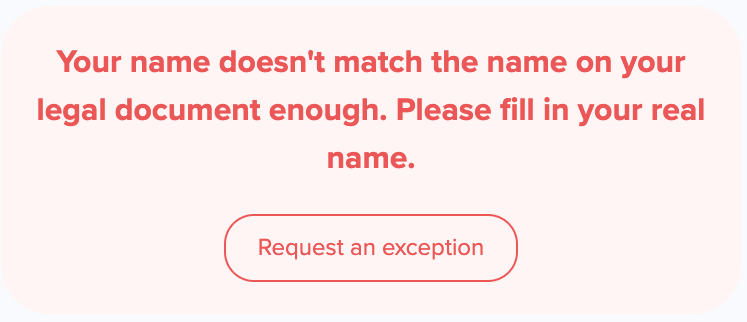 Your name doesn't match the name on your
legal document enough. Please fill in your real
name.
Request an exception